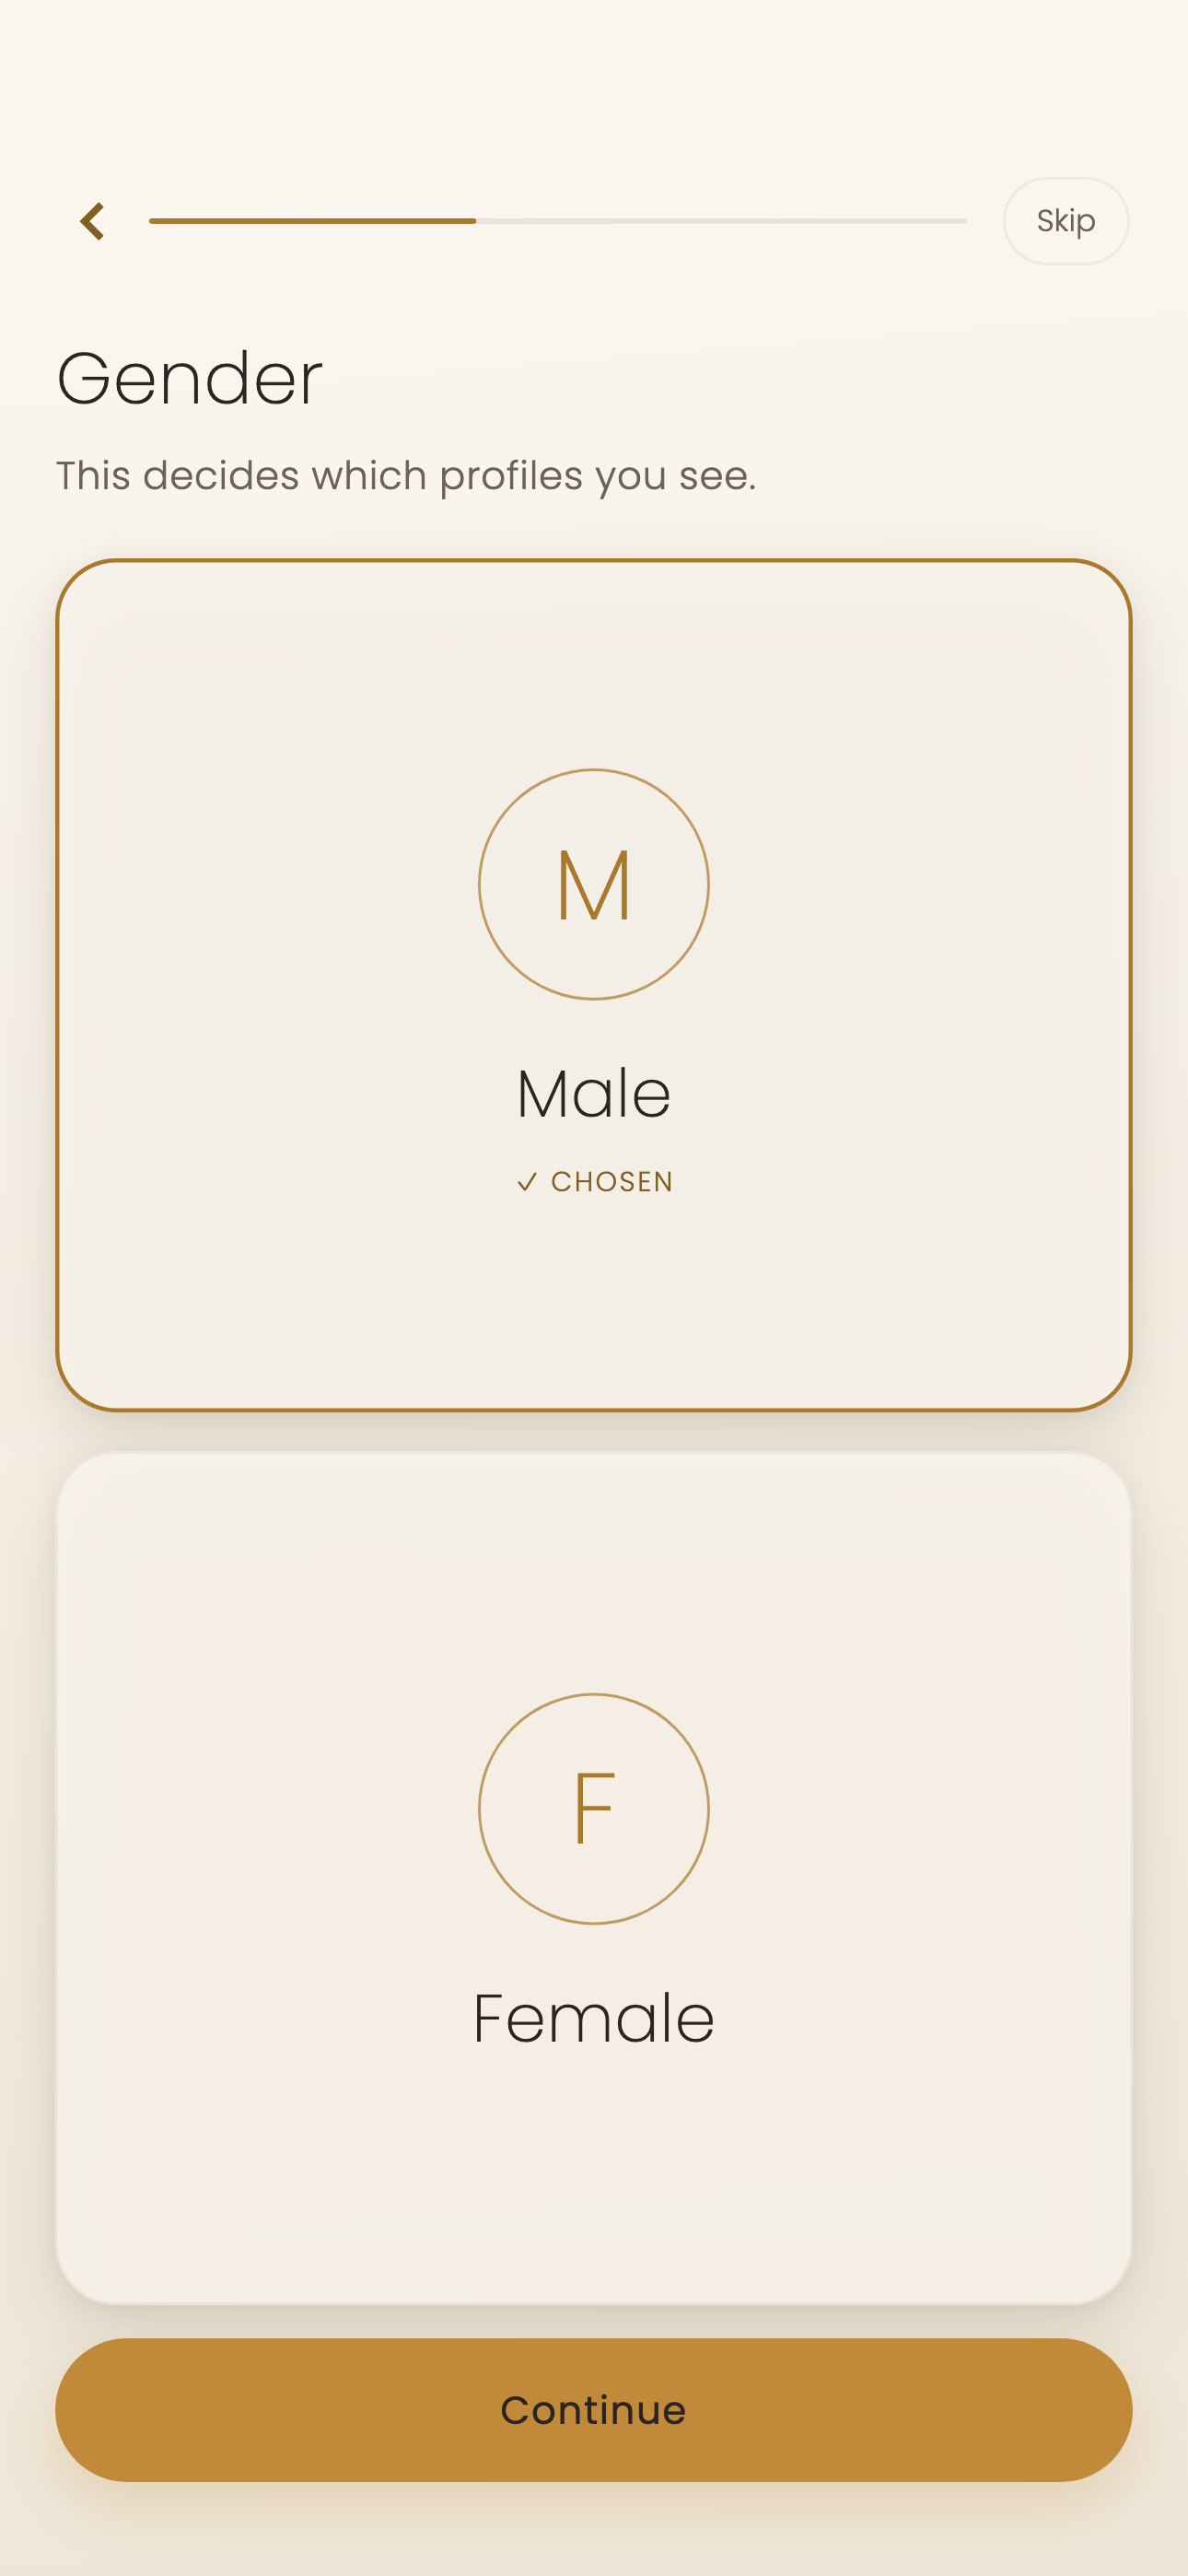 Skip
Gender
This decides which profiles you see.
M
Male
✓ CHOSEN
F
Female
Continue